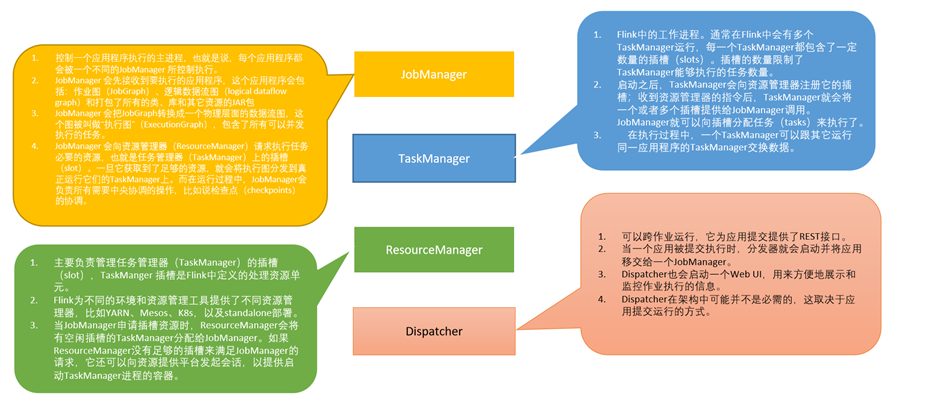 JobManager
1. 控制一个应用程序执行的主进程，也就是说，每个应用程序都
会被一个不同的JobManager 所控制执行。
2. JobManager 会先接收到要执行的应用程序，这个应用程序会包
括：作业图（JobGraph）、逻辑数据流图（logical dataflow
graph）和打包了所有的类、库和其它资源的JAR包
3. JobManager 会把JobGraph转换成一个物理层面的数据流图，这
个图被叫做“执行图”（ExecutionGraph），包含了所有可以并发
执行的任务。
4. JobManager 会向资源管理器（ResourceManager）请求执行任务
必要的资源，也就是任务管理器（TaskManager）上的插槽
（slot）。一旦它获取到了足够的资源，就会将执行图分发到真
正运行它们的TaskManager上。而在运行过程中，JobManager会
负责所有需要中央协调的操作，比如说检查点（checkpoints）
的协调。
TaskManager
1. Flink中的工作进程。通常在Flink中会有多个
TaskManager运行，每一个TaskManager都包含了一定
数量的插槽（slots）。插槽的数量限制了
TaskManager能够执行的任务数量。
2. 启动之后，TaskManager会向资源管理器注册它的插
槽；收到资源管理器的指令后，TaskManager就会将
一个或者多个插槽提供给JobManager调用。
JobManager就可以向插槽分配任务（tasks）来执行了。
3. 在执行过程中，一个TaskManager可以跟其它运行
同一应用程序的TaskManager交换数据。
ResourceManager
1. 主要负责管理任务管理器（TaskManager）的插槽
（slot），TaskManger 插槽是Flink中定义的处理资源单
元。
2. Flink为不同的环境和资源管理工具提供了不同资源管
理器，比如YARN、Mesos、K8s，以及standalone部署。
3. 当JobManager申请插槽资源时，ResourceManager会将
有空闲插槽的TaskManager分配给JobManager。如果
ResourceManager没有足够的插槽来满足JobManager的
请求，它还可以向资源提供平台发起会话，以提供启
动TaskManager进程的容器。
Dispatcher
1. 可以跨作业运行，它为应用提交提供了REST接口。
2. 当一个应用被提交执行时，分发器就会启动并将应用
移交给一个JobManager。
3. Dispatcher也会启动一个Web UI，用来方便地展示和
监控作业执行的信息。
4. Dispatcher在架构中可能并不是必需的，这取决于应
用提交运行的方式。